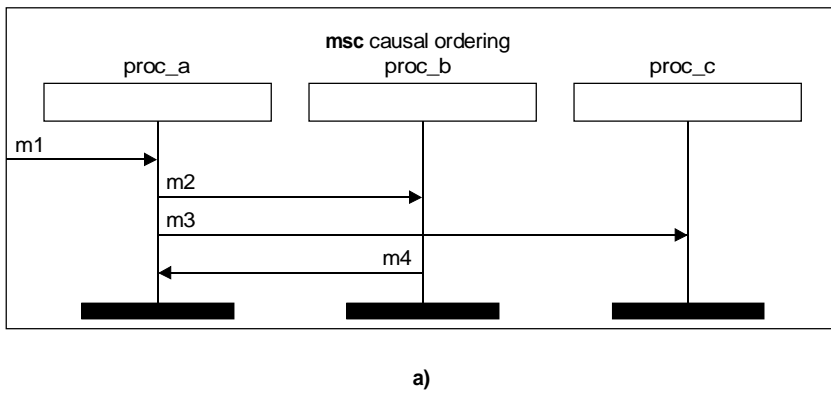 msc causal ordering
proc_a proc_b proc_c
m1
m2
m3
m4
a)